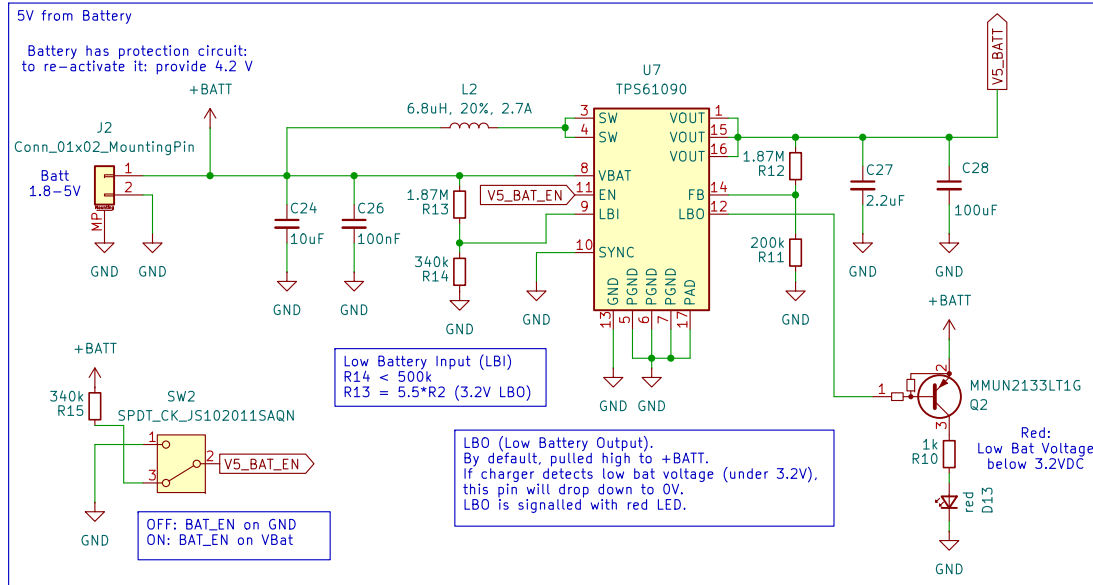 5V from Battery
Battery has protection circuit:
to re-activate it: provide 4.2 V
+BATT
J2
Conn_01x02_MountingPin
Batt
1.8-5V
1
2
MP
GND
GND
L2
6.8uH, 20%, 2.7A
U7
TPS61090
3 SW
4 SW
8 VBAT
11 EN
9 LBI
10 SYNC
VOUT 1
VOUT 15
VOUT 16
FB 14
LBO 12
GND 13
PGND 5
PGND 6
PGND 7
PAD 17
V5_BAT_EN
C24
10uF
GND
C26
100nF
GND
1.87M
R13
340k
R14
GND
GND
GND
GND
V5_BATT
1.87M
R12
200k
R11
GND
C27
2.2uF
GND
C28
100uF
GND
Low Battery Input (LBI)
R14 < 500k
R13 = 5.5*R2 (3.2V LBO)
+BATT
340k
R15
SW2
SPDT_CK_JS102011SAQN
1
2
3
V5_BAT_EN
GND
OFF: BAT_EN on GND
ON: BAT_EN on VBat
LBO (Low Battery Output).
By default, pulled high to +BATT.
If charger detects low bat voltage (under 3.2V),
this pin will drop down to 0V.
LBO is signalled with red LED.
+BATT
1
2
3
MMUN2133LT1G
Q2
1k
R10
Red:
Low Bat Voltage
below 3.2VDC
red
D13
GND